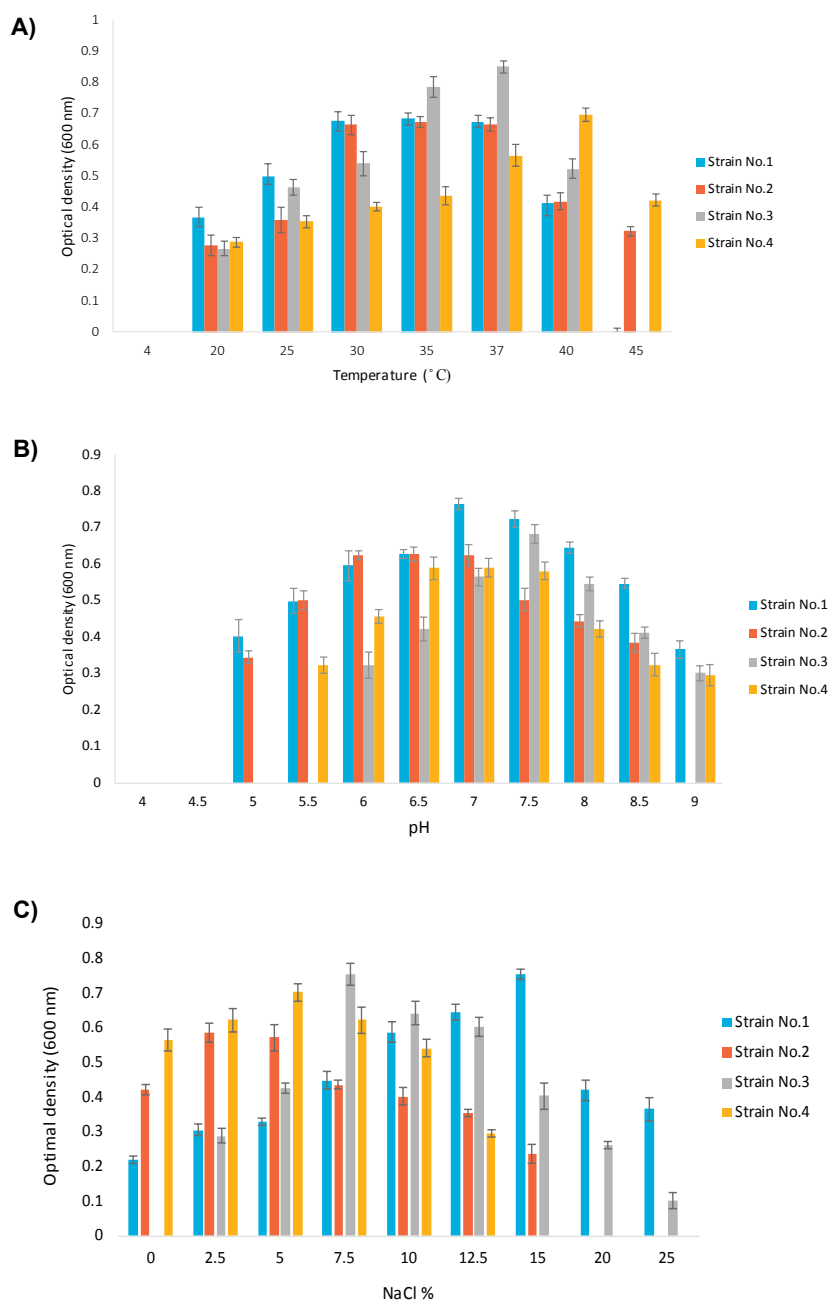 A)
1
0.9
0.8
0.7
0.6
0.5
0.4
0.3
0.2
0.1
0
Optical density (600 nm)
4 20 25 30 35 37 40 45
Temperature (°C)
Strain No.1
Strain No.2
Strain No.3
Strain No.4
B)
0.9
0.8
0.7
0.6
0.5
0.4
0.3
0.2
0.1
0
Optical density (600 nm)
4 4.5 5 5.5 6 6.5 7 7.5 8 8.5 9
pH
Strain No.1
Strain No.2
Strain No.3
Strain No.4
C)
0.9
0.8
0.7
0.6
0.5
0.4
0.3
0.2
0.1
0
Optimal density (600 nm)
0 2.5 5 7.5 10 12.5 15 20 25
NaCl %
Strain No.1
Strain No.2
Strain No.3
Strain No.4